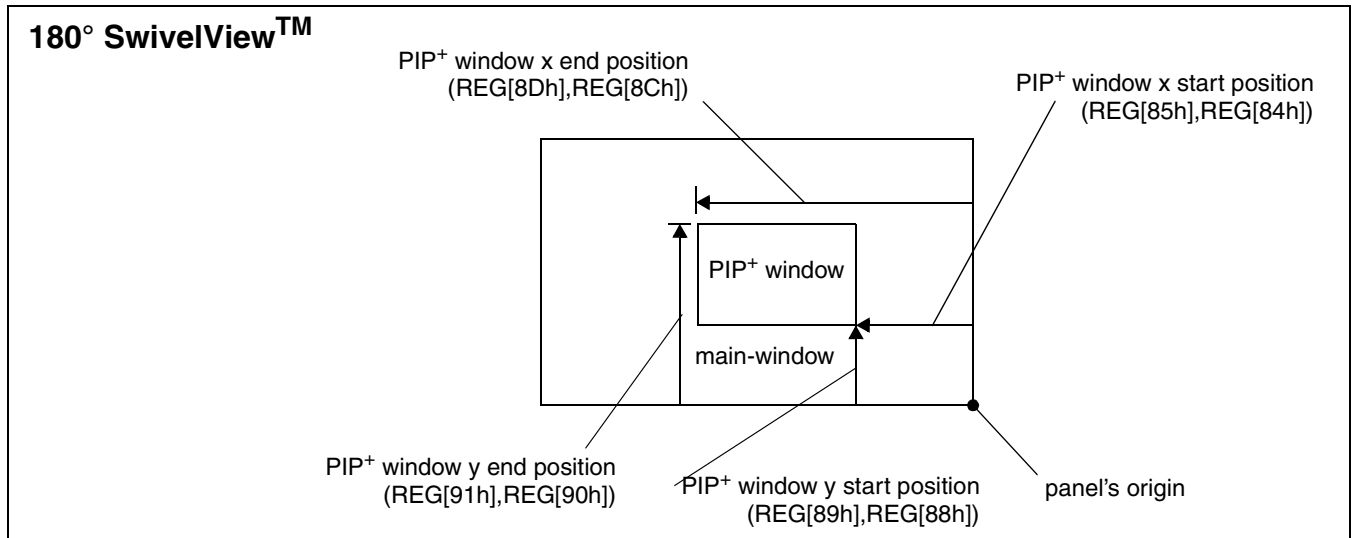 180° SwivelView™
PIP+ window x end position
(REG[8Dh],REG[8Ch])
PIP+ window x start position
(REG[85h],REG[84h])
PIP+ window
main-window
PIP+ window y end position
(REG[91h],REG[90h])
PIP+ window y start position
(REG[89h],REG[88h])
panel's origin